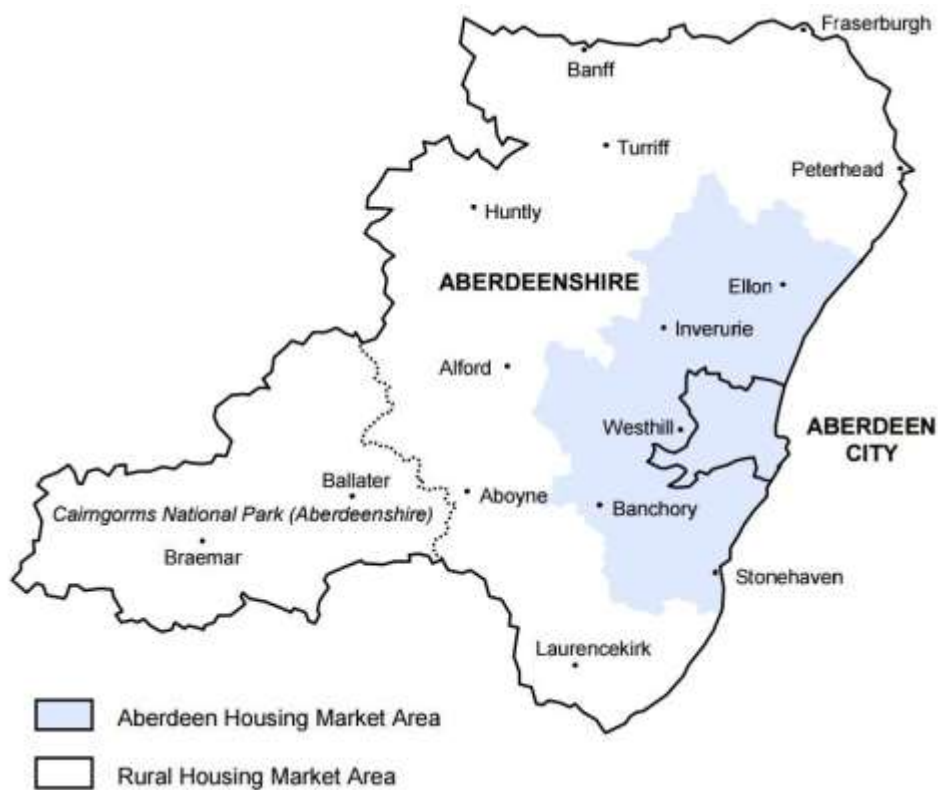 Fraserburgh
Banff
Turriff
Peterhead
Huntly
ABERDEENSHIRE
Ellon
Inverurie
Alford
Westhill
ABERDEEN
CITY
Ballater
Aboyne
Banchory
Cairngorms National Park (Aberdeenshire)
Braemar
Stonehaven
Laurencekirk
Aberdeen Housing Market Area
Rural Housing Market Area